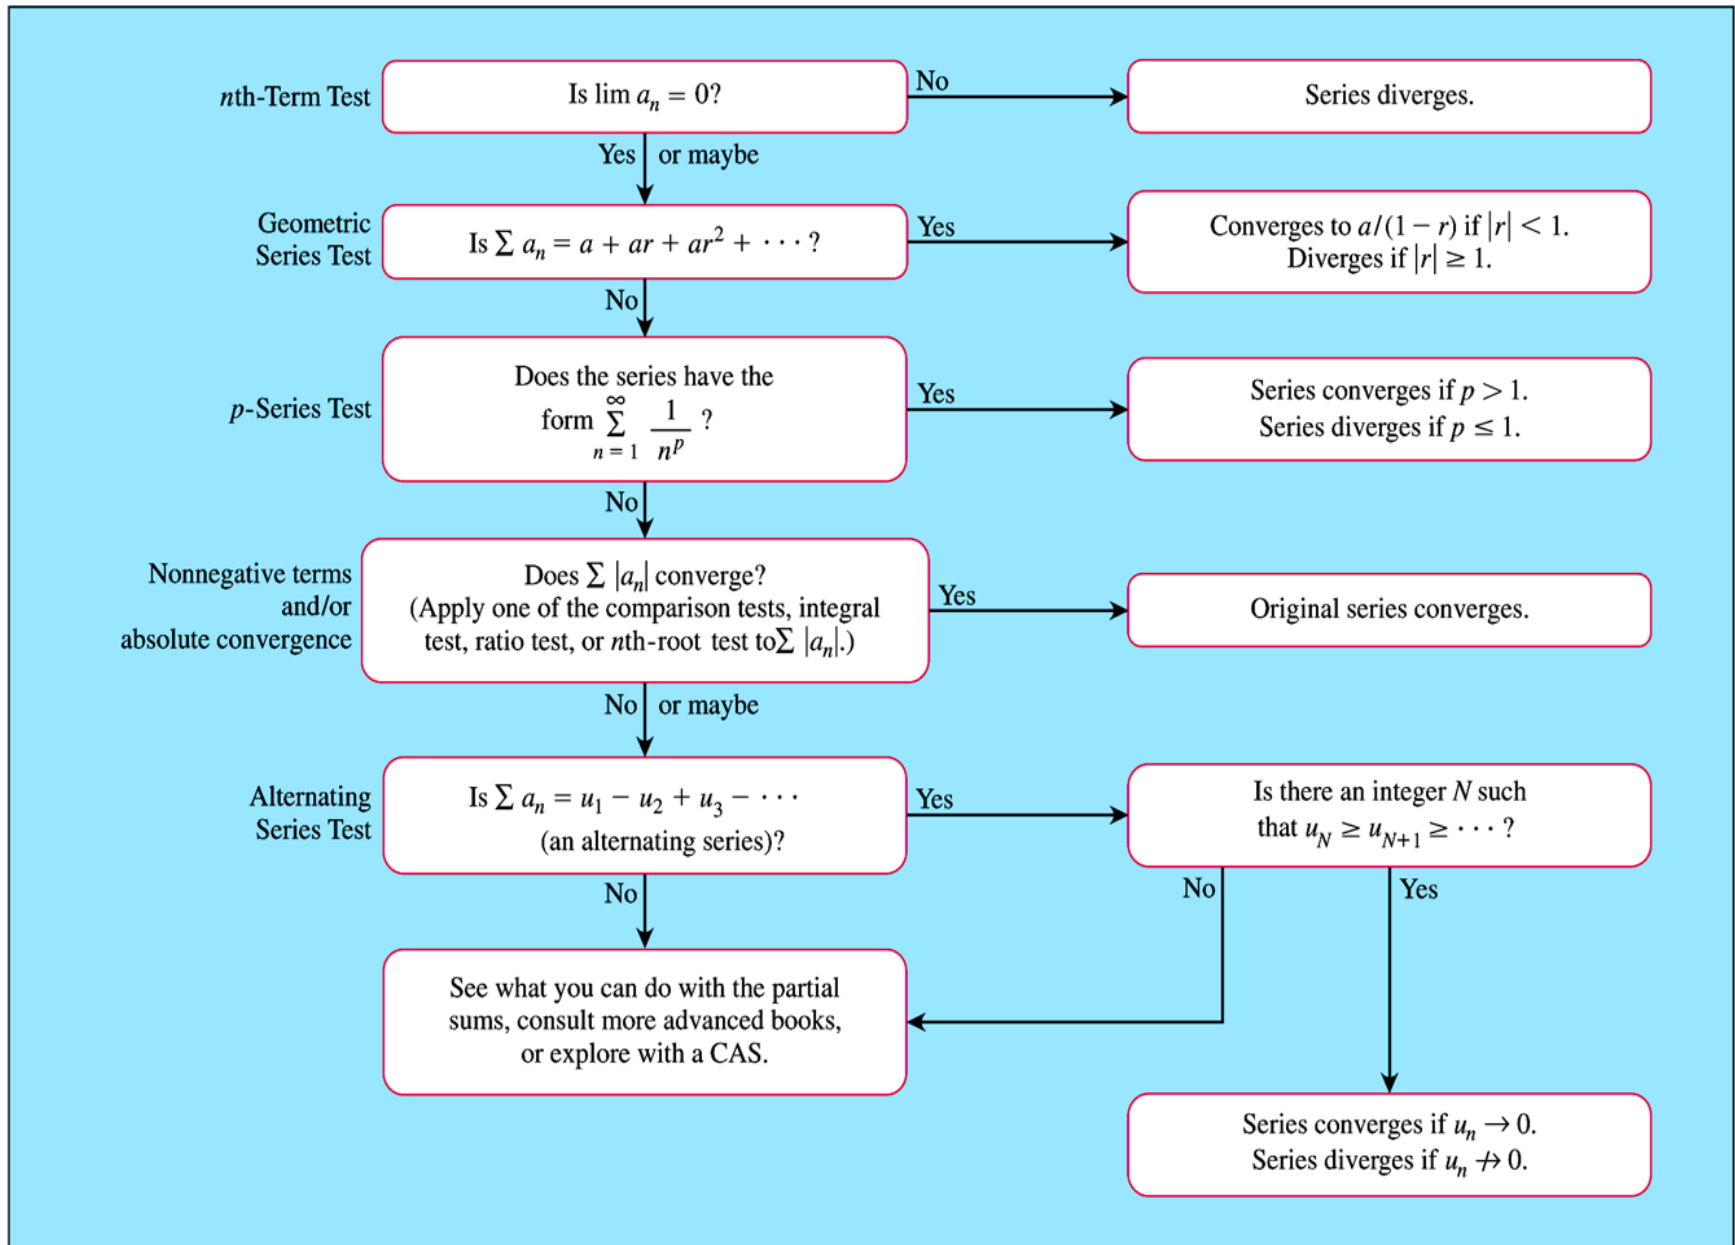 nth-Term Test
Is lim aₙ = 0?
No
Series diverges.
Yes or maybe
Geometric
Series Test
Is Σ aₙ = a + ar + ar² + · · · ?
Yes
Converges to a/(1 − r) if |r| < 1.
Diverges if |r| ≥ 1.
No
p-Series Test
Does the series have the
form ∞Σn = 1 1/nᵖ ?
Yes
Series converges if p > 1.
Series diverges if p ≤ 1.
No
Nonnegative terms
and/or
absolute convergence
Does Σ |aₙ| converge?
(Apply one of the comparison tests, integral
test, ratio test, or nth-root test toΣ |aₙ|.)
Yes
Original series converges.
No or maybe
Alternating
Series Test
Is Σ aₙ = u₁ − u₂ + u₃ − · · ·
(an alternating series)?
Yes
Is there an integer N such
that u_N ≥ u_{N+1} ≥ · · · ?
No
No
Yes
See what you can do with the partial
sums, consult more advanced books,
or explore with a CAS.
Series converges if uₙ → 0.
Series diverges if uₙ ↛ 0.